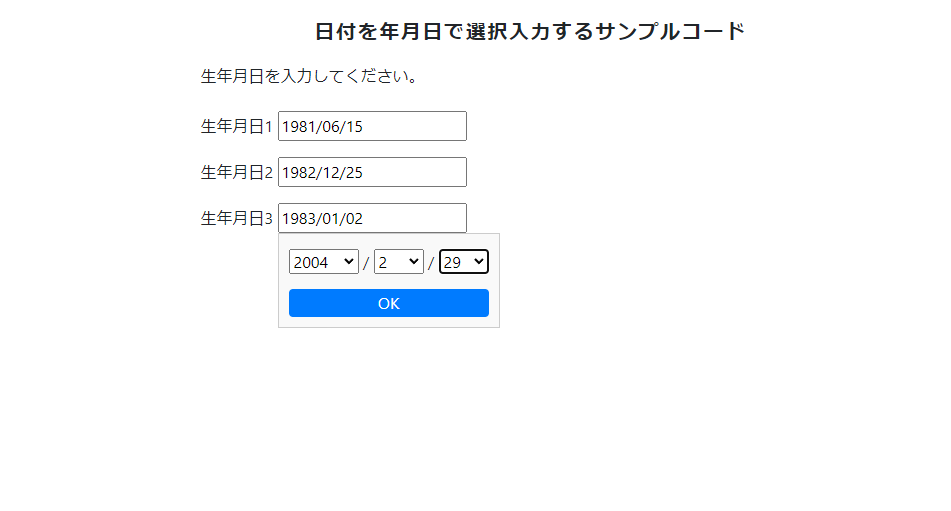 日付を年月日で選択入力するサンプルコード
生年月日を入力してください。
生年月日1 1981/06/15
生年月日2 1982/12/25
生年月日3 1983/01/02
2004 / 2 / 29
OK